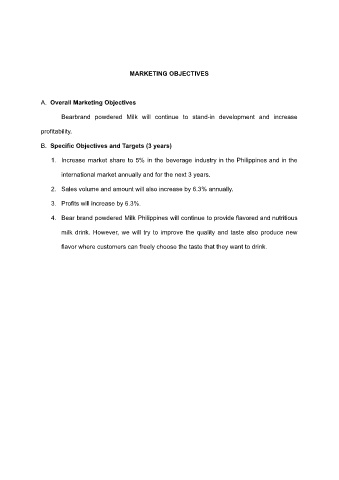 MARKETING OBJECTIVES
A. Overall Marketing Objectives
Bearbrand powdered Milk will continue to stand-in development and increase
profitability.
B. Specific Objectives and Targets (3 years)
1. Increase market share to 5% in the beverage industry in the Philippines and in the
international market annually and for the next 3 years,
2. Sales volume and amount will also increase by 6.3% annually.
3. Profits will increase by 6.3%.
4. Bear brand powdered Milk Philippines will continue to provide flavored and nutritious
milk drink. However, we will try to improve the quality and taste also produce new
flavor where customers can freely choose the taste that they want to drink.